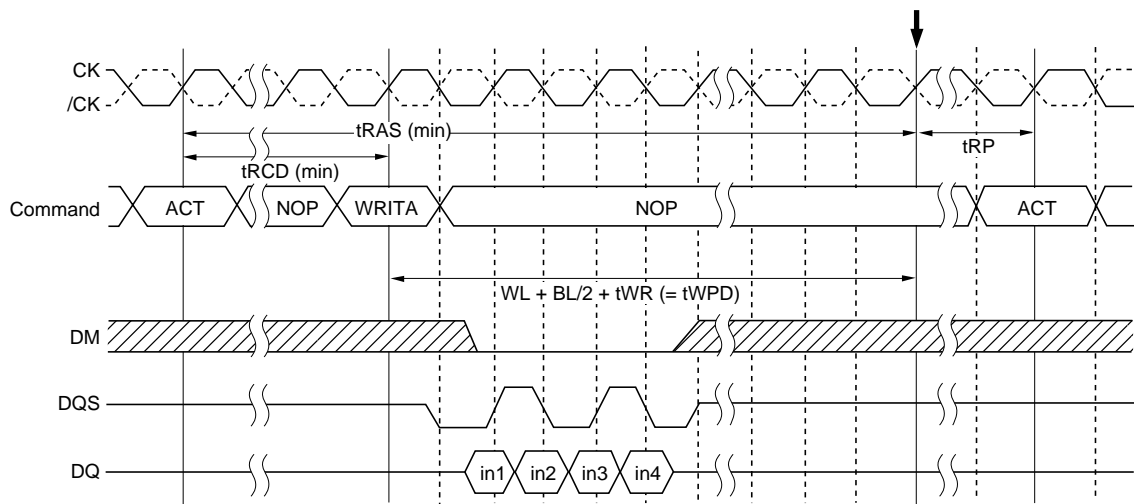 CK
/CK
tRAS (min)
tRP
tRCD (min)
Command ACT NOP WRITA NOP ACT
WL + BL/2 + tWR (= tWPD)
DM
DQS
DQ in1 in2 in3 in4